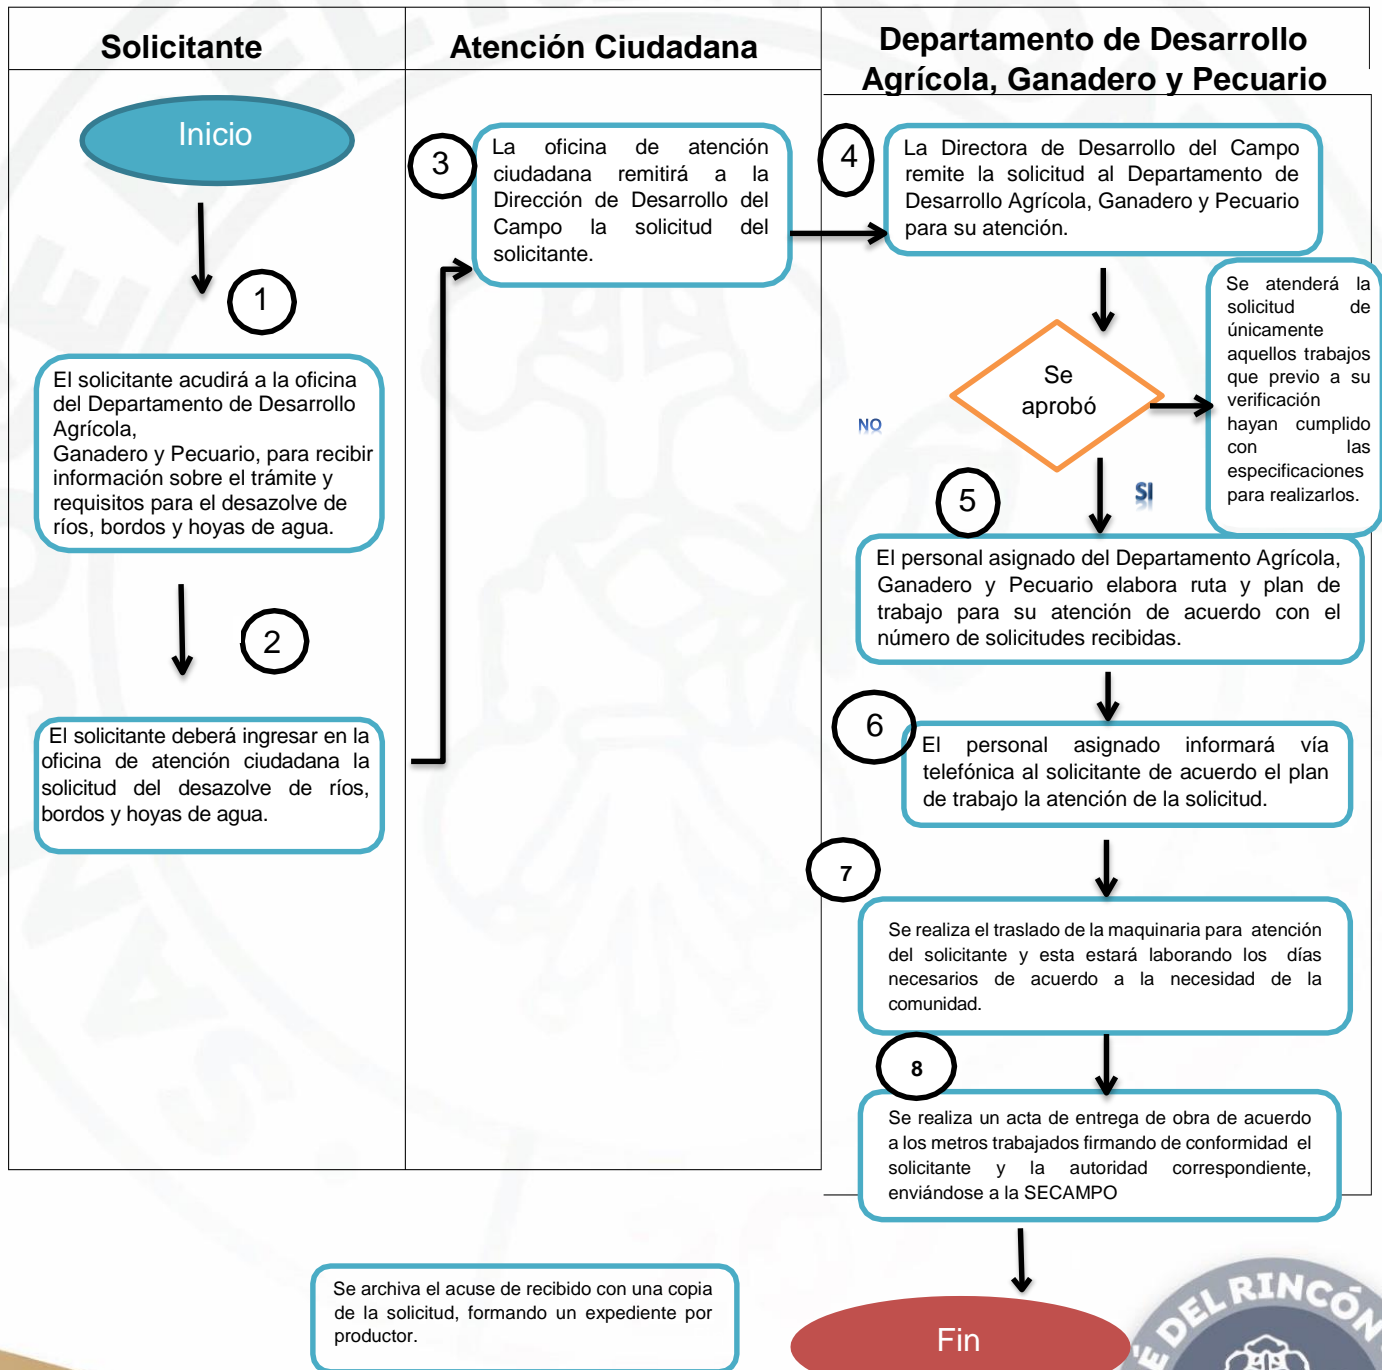 Solicitante
Atención Ciudadana
Departamento de Desarrollo
Agrícola, Ganadero y Pecuario
Inicio
1
El solicitante acudirá a la oficina
del Departamento de Desarrollo
Agrícola,
Ganadero y Pecuario, para recibir
información sobre el trámite y
requisitos para el desazolve de
ríos, bordos y hoyas de agua.
2
El solicitante deberá ingresar en la
oficina de atención ciudadana la
solicitud del desazolve de ríos,
bordos y hoyas de agua.
3
La oficina de atención
ciudadana remitirá a la
Dirección de Desarrollo del
Campo la solicitud del
solicitante.
4
La Directora de Desarrollo del Campo
remite la solicitud al Departamento de
Desarrollo Agrícola, Ganadero y Pecuario
para su atención.
Se
aprobó
NO
SI
Se atenderá la
solicitud de
únicamente
aquellos trabajos
que previo a su
verificación
hayan cumplido
con las
especificaciones
para realizarlos.
5
El personal asignado del Departamento Agrícola,
Ganadero y Pecuario elabora ruta y plan de
trabajo para su atención de acuerdo con el
número de solicitudes recibidas.
6
El personal asignado informará vía
telefónica al solicitante de acuerdo el plan
de trabajo la atención de la solicitud.
7
Se realiza el traslado de la maquinaria para atención
del solicitante y esta estará laborando los días
necesarios de acuerdo a la necesidad de la
comunidad.
8
Se realiza un acta de entrega de obra de acuerdo
a los metros trabajados firmando de conformidad el
solicitante y la autoridad correspondiente,
enviándose a la SECAMPO
Se archiva el acuse de recibido con una copia
de la solicitud, formando un expediente por
productor.
Fin
DEL RINCÓN